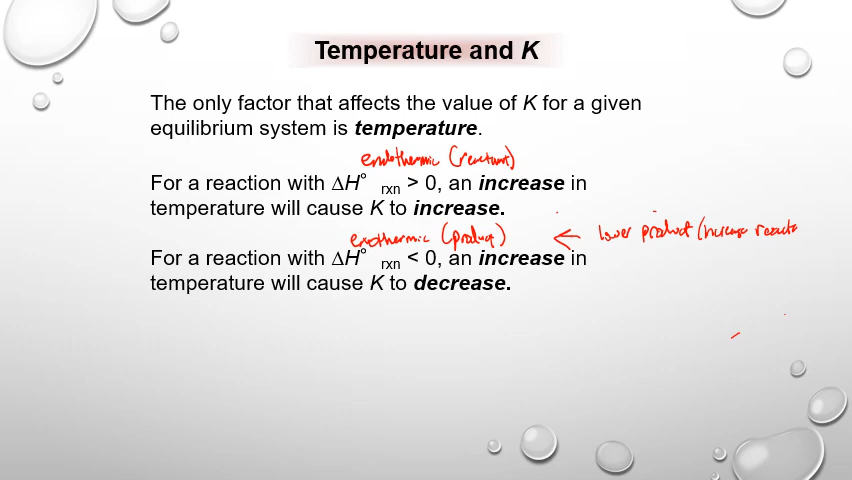 Temperature and K
The only factor that affects the value of K for a given
equilibrium system is temperature.
endothermic (reactant)
For a reaction with ΔH°rxn > 0, an increase in
temperature will cause K to increase.
exothermic (product) ← lower product (increase reacta
For a reaction with ΔH°rxn < 0, an increase in
temperature will cause K to decrease.